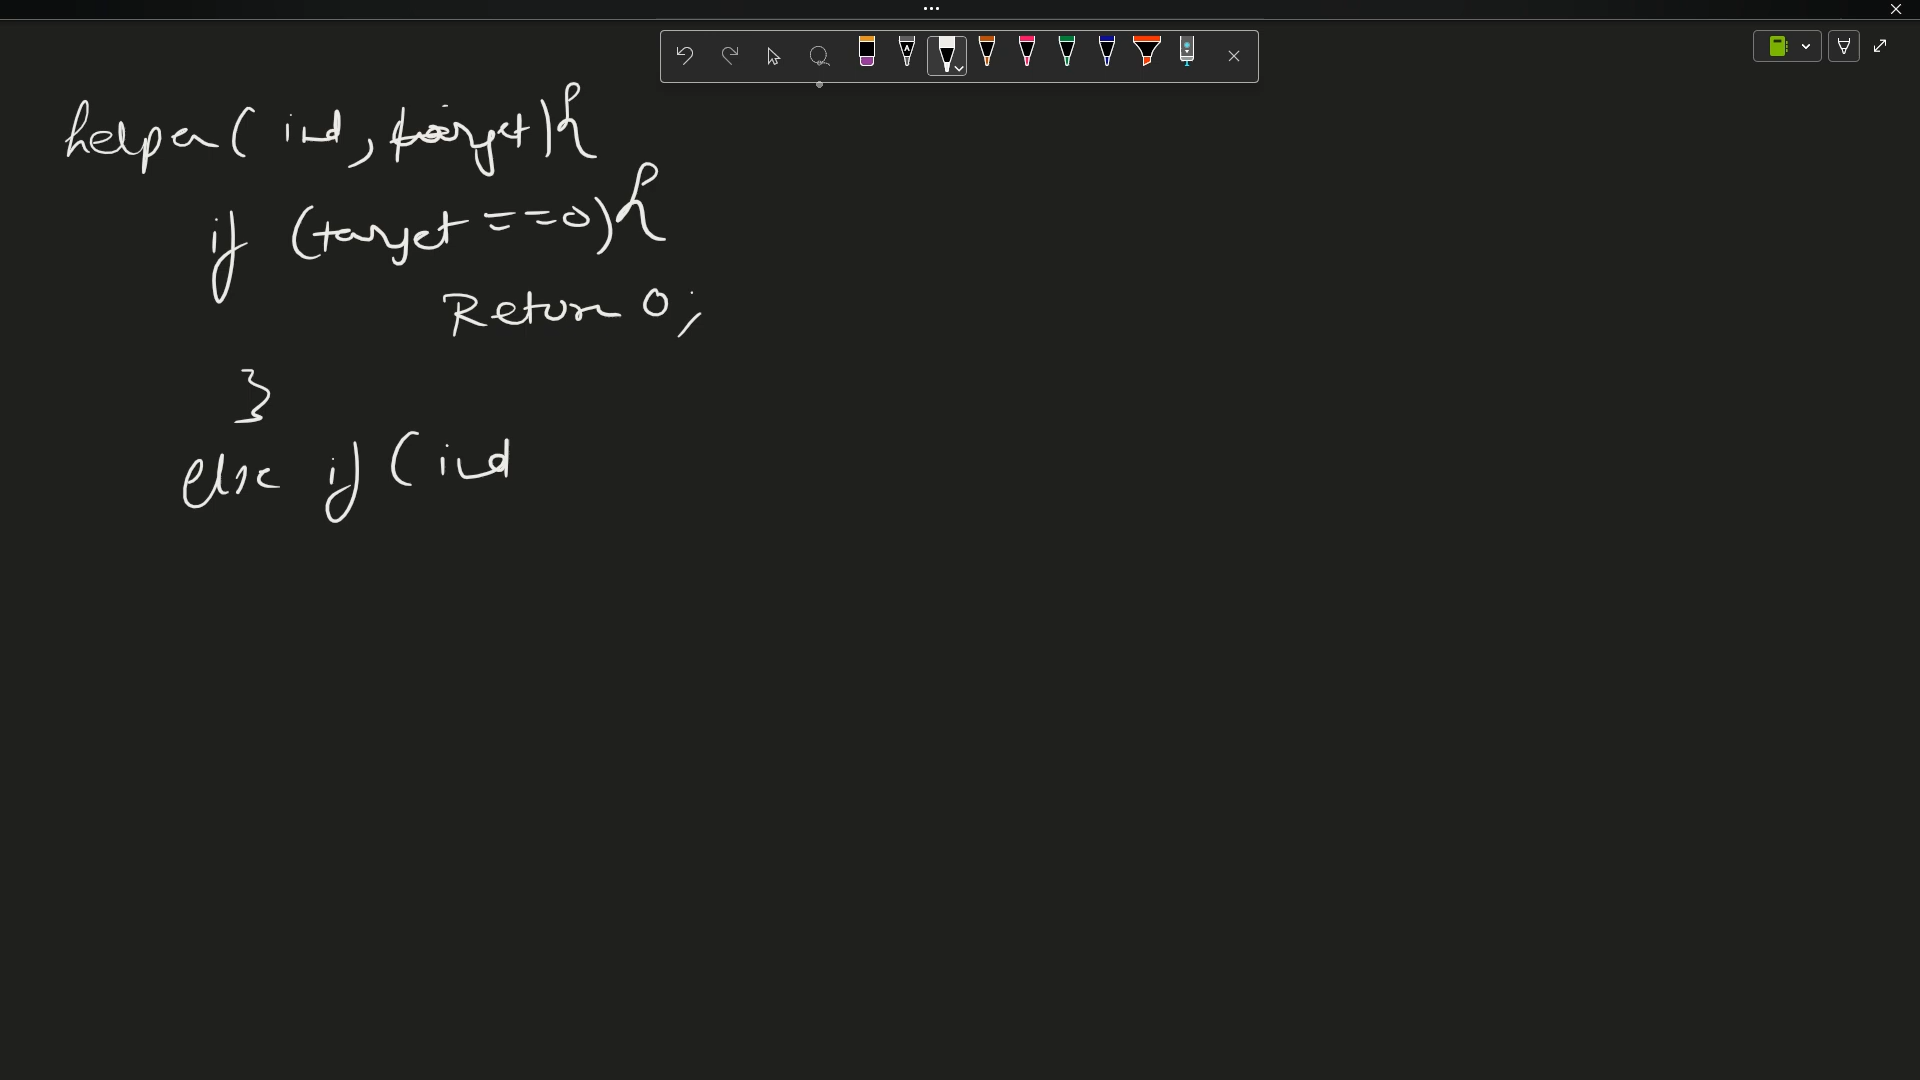 helper( ind, target){
if (target ==0){
Return 0;
}
else if ( ind